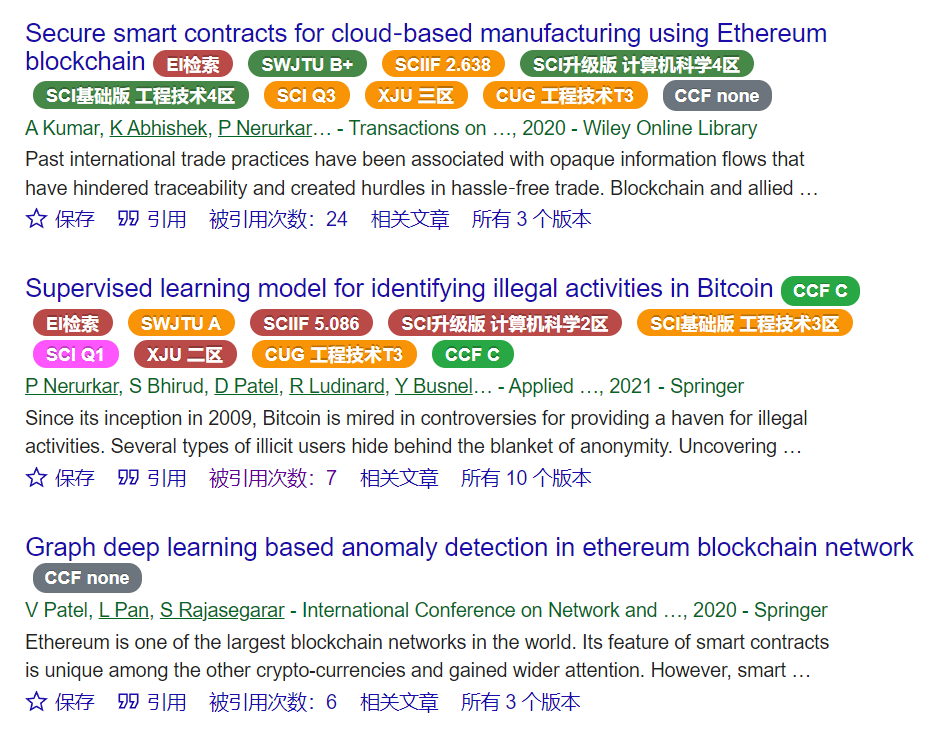 Secure smart contracts for cloud-based manufacturing using Ethereum
blockchain EI检索 SWJTU B+ SCIIF 2.638 SCI升级版 计算机科学4区
SCI基础版 工程技术4区 SCI Q3 XJU 三区 CUG 工程技术T3 CCF none
A Kumar, K Abhishek, P Nerurkar… - Transactions on …, 2020 - Wiley Online Library
Past international trade practices have been associated with opaque information flows that
have hindered traceability and created hurdles in hassle-free trade. Blockchain and allied …
保存 引用 被引用次数：24 相关文章 所有 3 个版本
Supervised learning model for identifying illegal activities in Bitcoin CCF C
EI检索 SWJTU A SCIIF 5.086 SCI升级版 计算机科学2区 SCI基础版 工程技术3区
SCI Q1 XJU 二区 CUG 工程技术T3 CCF C
P Nerurkar, S Bhirud, D Patel, R Ludinard, Y Busnel… - Applied …, 2021 - Springer
Since its inception in 2009, Bitcoin is mired in controversies for providing a haven for illegal
activities. Several types of illicit users hide behind the blanket of anonymity. Uncovering …
保存 引用 被引用次数：7 相关文章 所有 10 个版本
Graph deep learning based anomaly detection in ethereum blockchain network
CCF none
V Patel, L Pan, S Rajasegarar - International Conference on Network and …, 2020 - Springer
Ethereum is one of the largest blockchain networks in the world. Its feature of smart contracts
is unique among the other crypto-currencies and gained wider attention. However, smart …
保存 引用 被引用次数：6 相关文章 所有 3 个版本